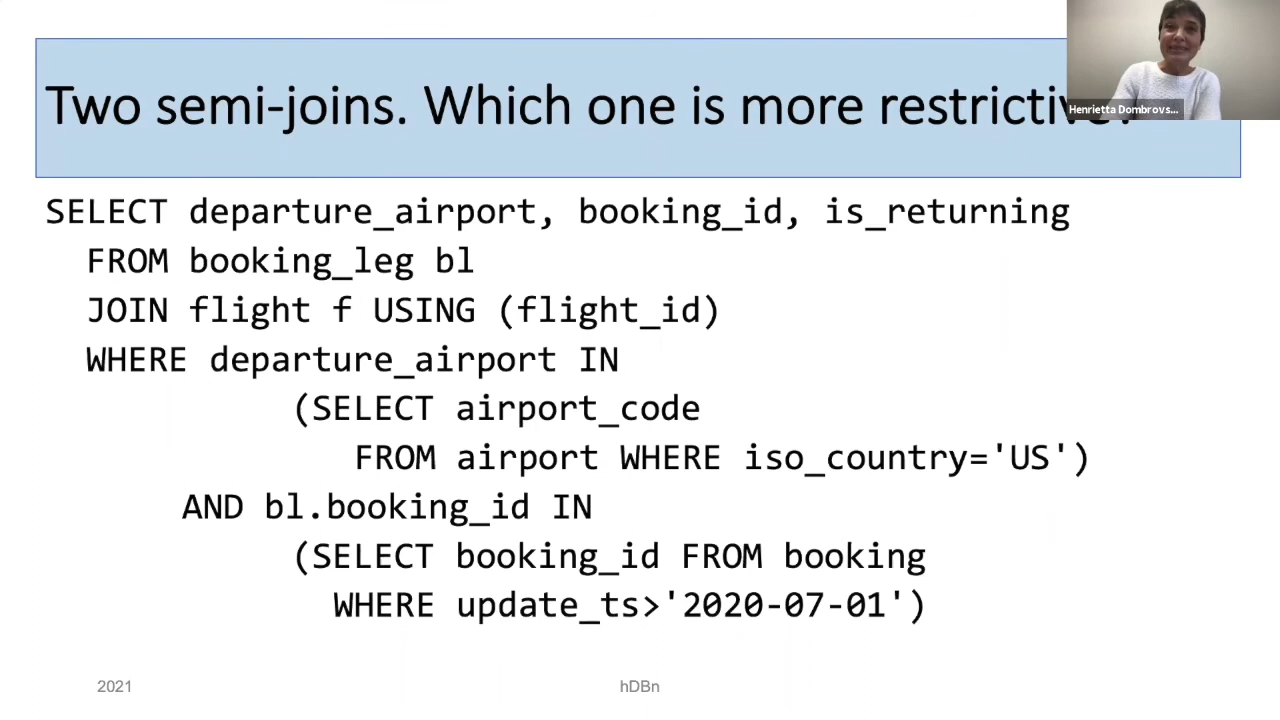 Two semi-joins. Which one is more restrictive?
Henrietta Dombrovs...
SELECT departure_airport, booking_id, is_returning
FROM booking_leg bl
JOIN flight f USING (flight_id)
WHERE departure_airport IN
(SELECT airport_code
FROM airport WHERE iso_country='US')
AND bl.booking_id IN
(SELECT booking_id FROM booking
WHERE update_ts>'2020-07-01')
2021
hDBn